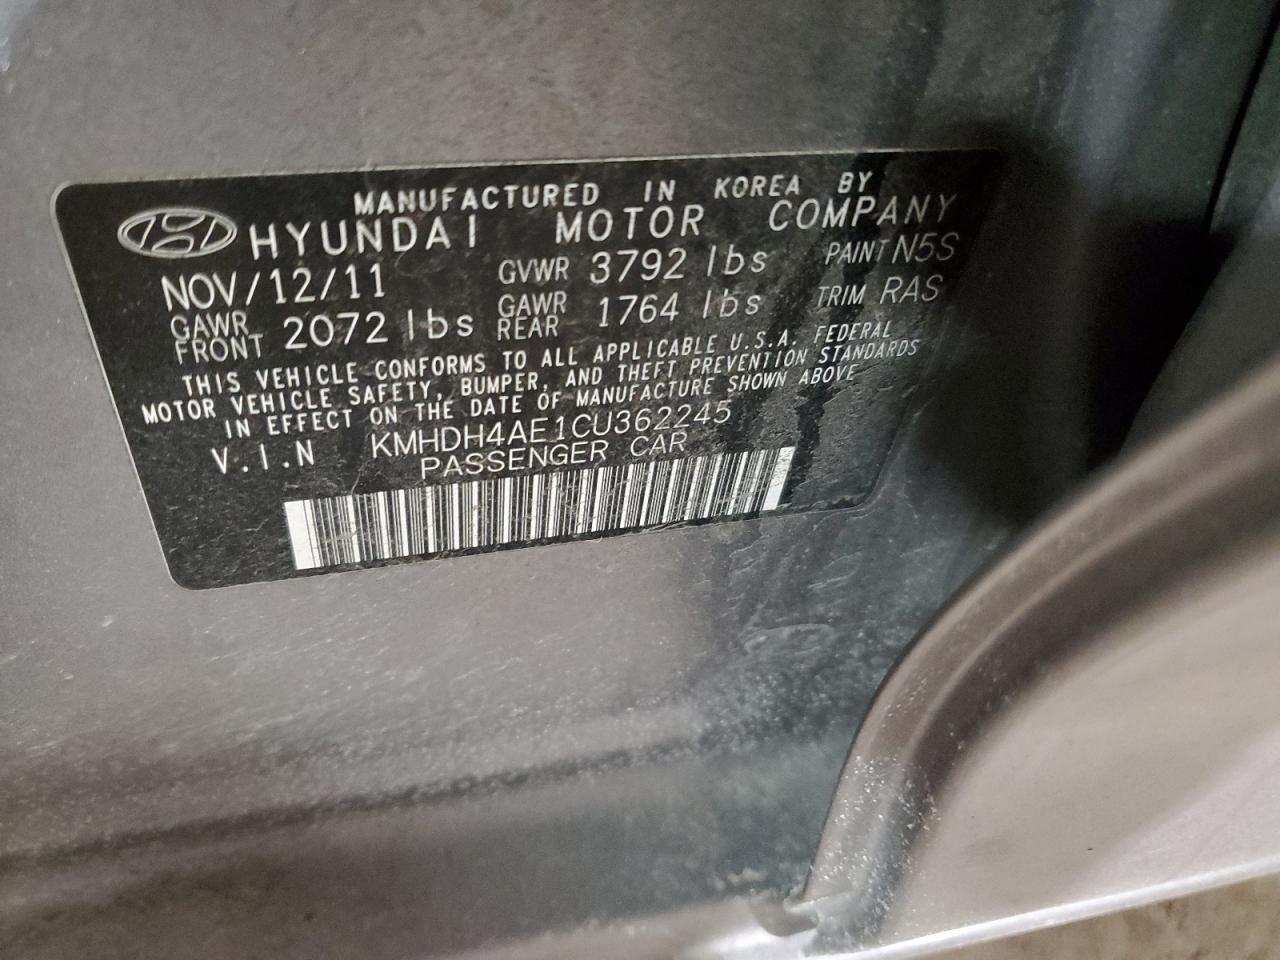 MANUFACTURED IN KOREA BY
HYUNDAI MOTOR COMPANY
NOV/12/11 GVWR 3792 lbs PAINT N5S
GAWR FRONT 2072 lbs GAWR REAR 1764 lbs TRIM RAS
THIS VEHICLE CONFORMS TO ALL APPLICABLE U.S.A. FEDERAL
MOTOR VEHICLE SAFETY, BUMPER, AND THEFT PREVENTION STANDARDS
IN EFFECT ON THE DATE OF MANUFACTURE SHOWN ABOVE
V.I.N KMHDH4AE1CU362245
PASSENGER CAR